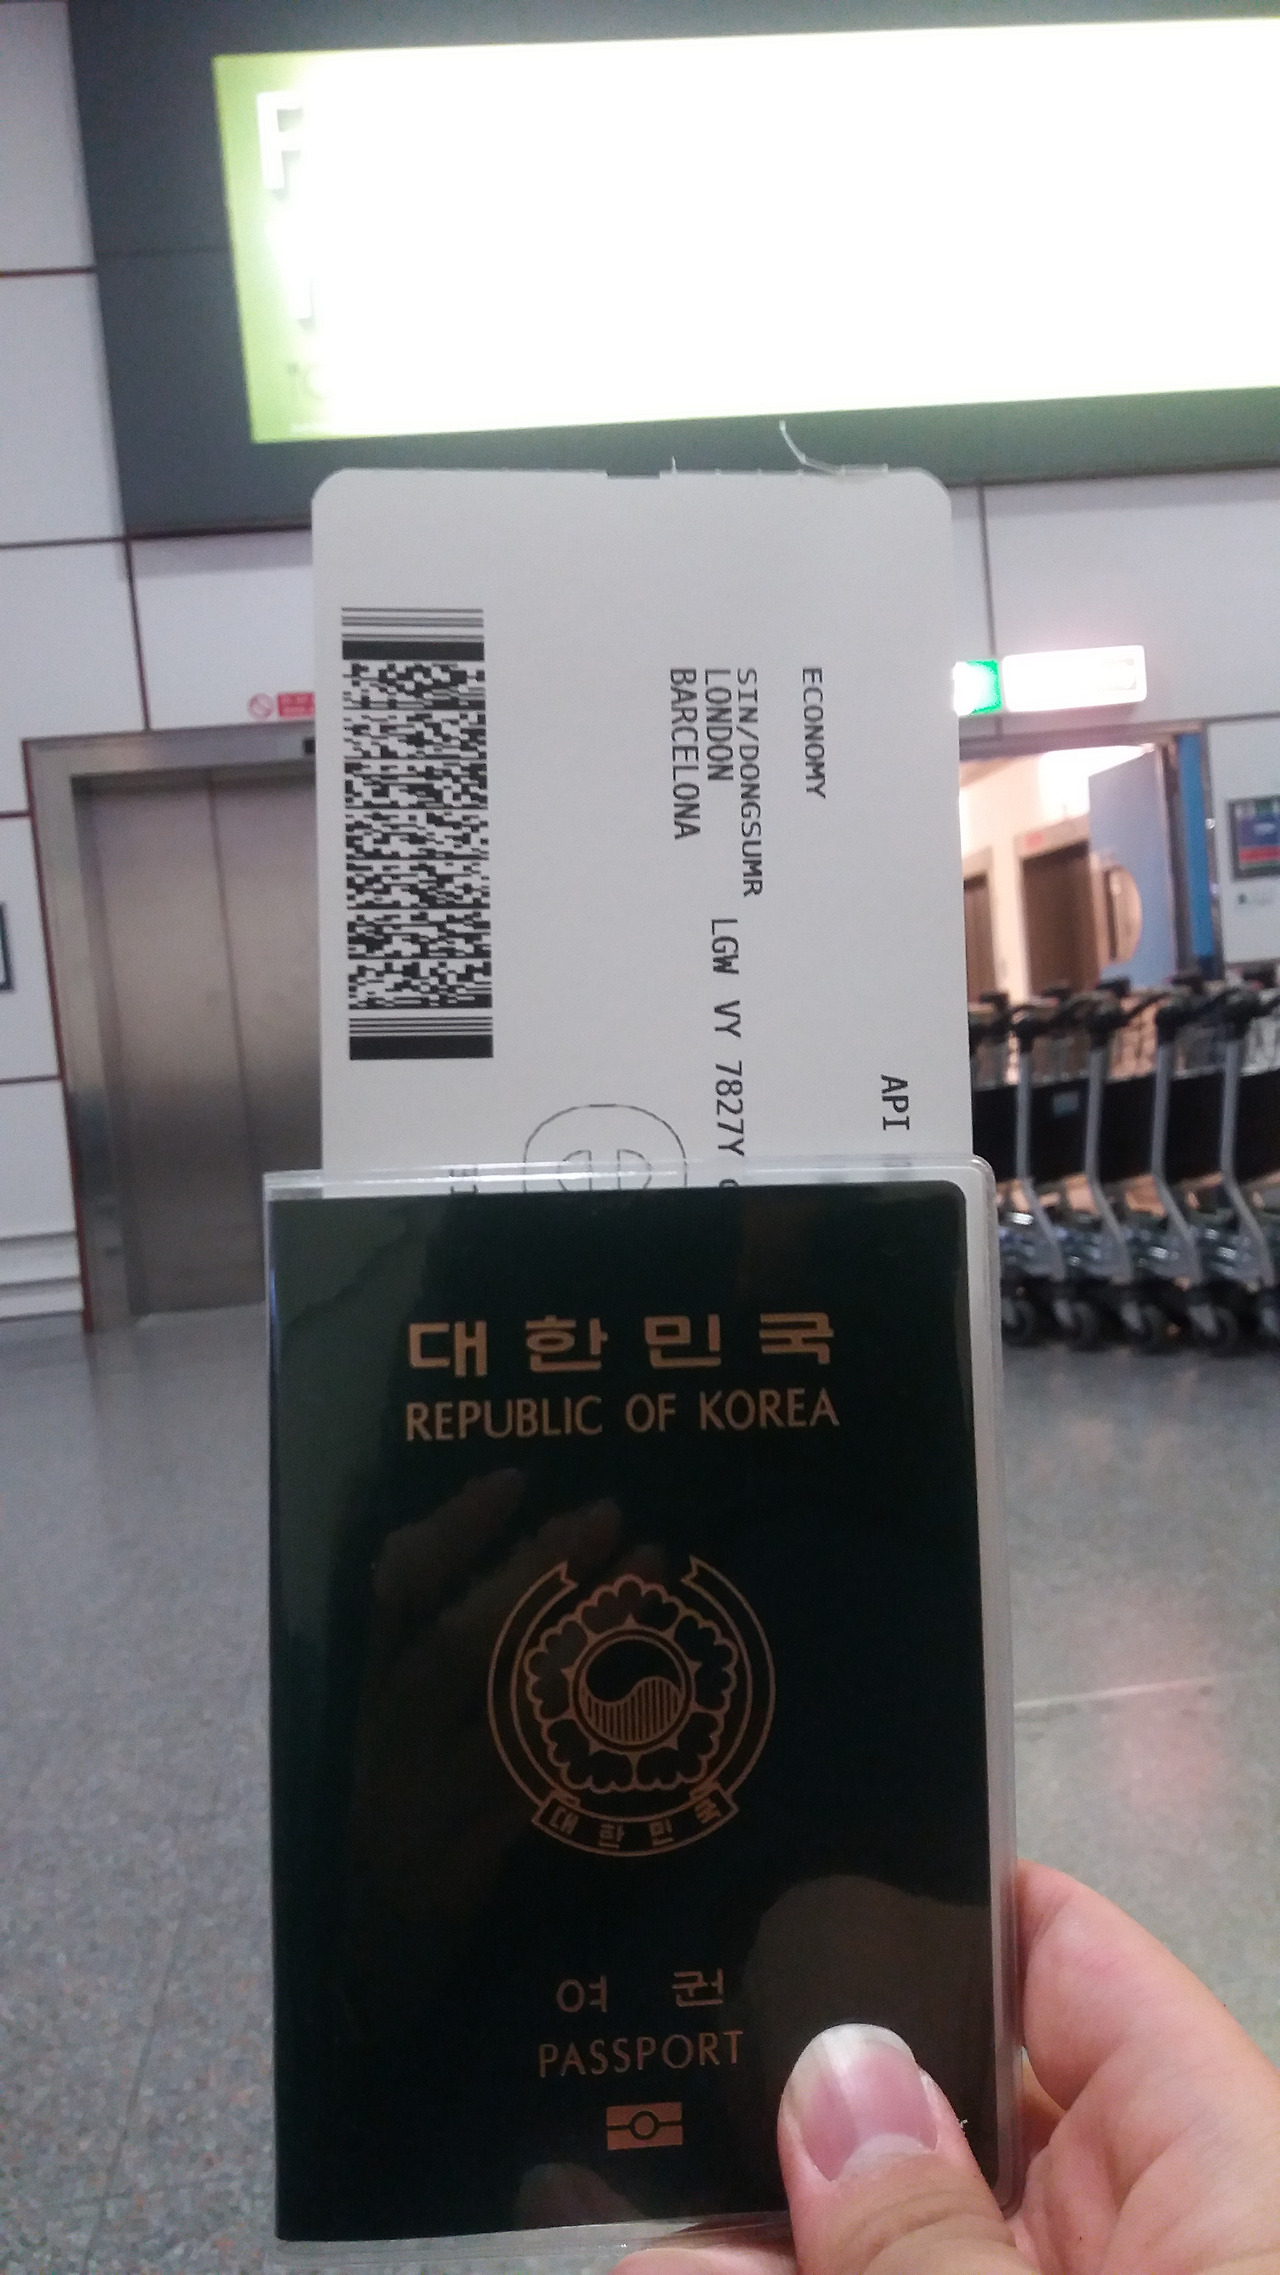 API
ECONOMY
SIN/DONGSUMR
LONDON LGW VY 7827Y
BARCELONA
대한민국
REPUBLIC OF KOREA
대한민국
여권
PASSPORT